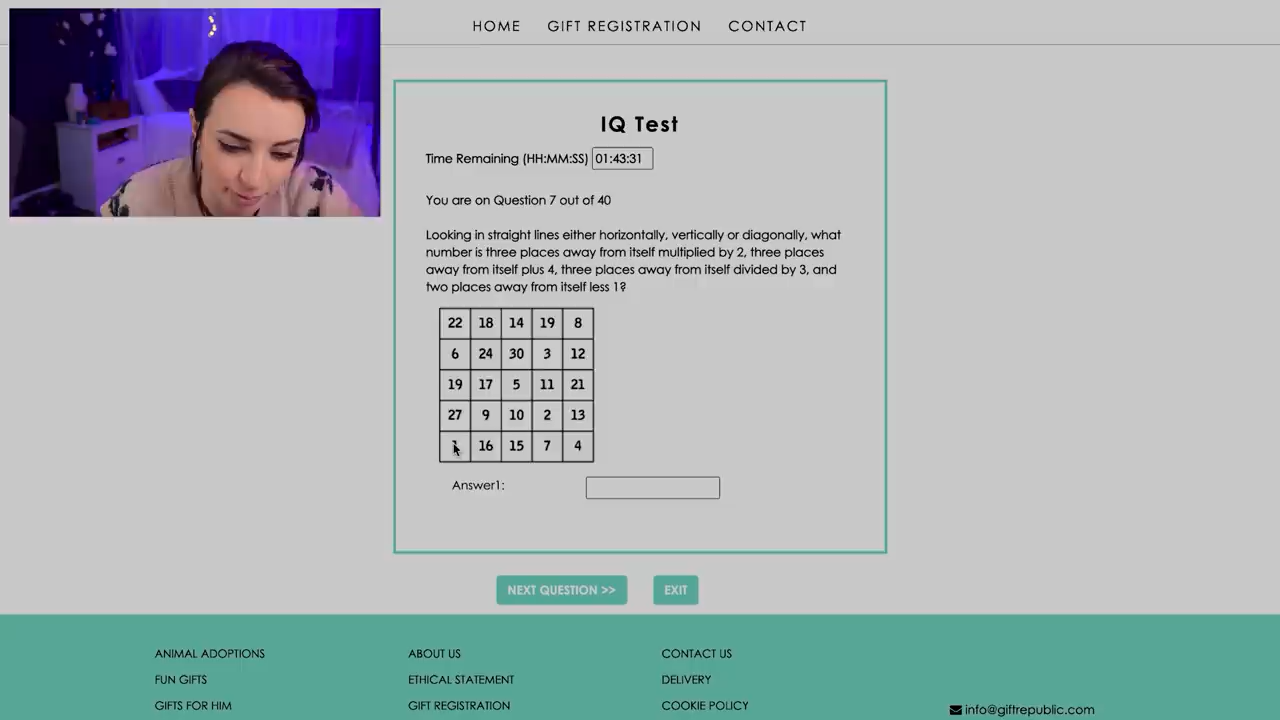 HOME GIFT REGISTRATION CONTACT
IQ Test
Time Remaining (HH:MM:SS) 01:43:31
You are on Question 7 out of 40
Looking in straight lines either horizontally, vertically or diagonally, what
number is three places away from itself multiplied by 2, three places
away from itself plus 4, three places away from itself divided by 3, and
two places away from itself less 1?
22 18 14 19 8
6 24 30 3 12
19 17 5 11 21
27 9 10 2 13
1 16 15 7 4
Answer1:
NEXT QUESTION >> EXIT
ANIMAL ADOPTIONS ABOUT US CONTACT US
FUN GIFTS ETHICAL STATEMENT DELIVERY
GIFTS FOR HIM GIFT REGISTRATION COOKIE POLICY info@giftrepublic.com